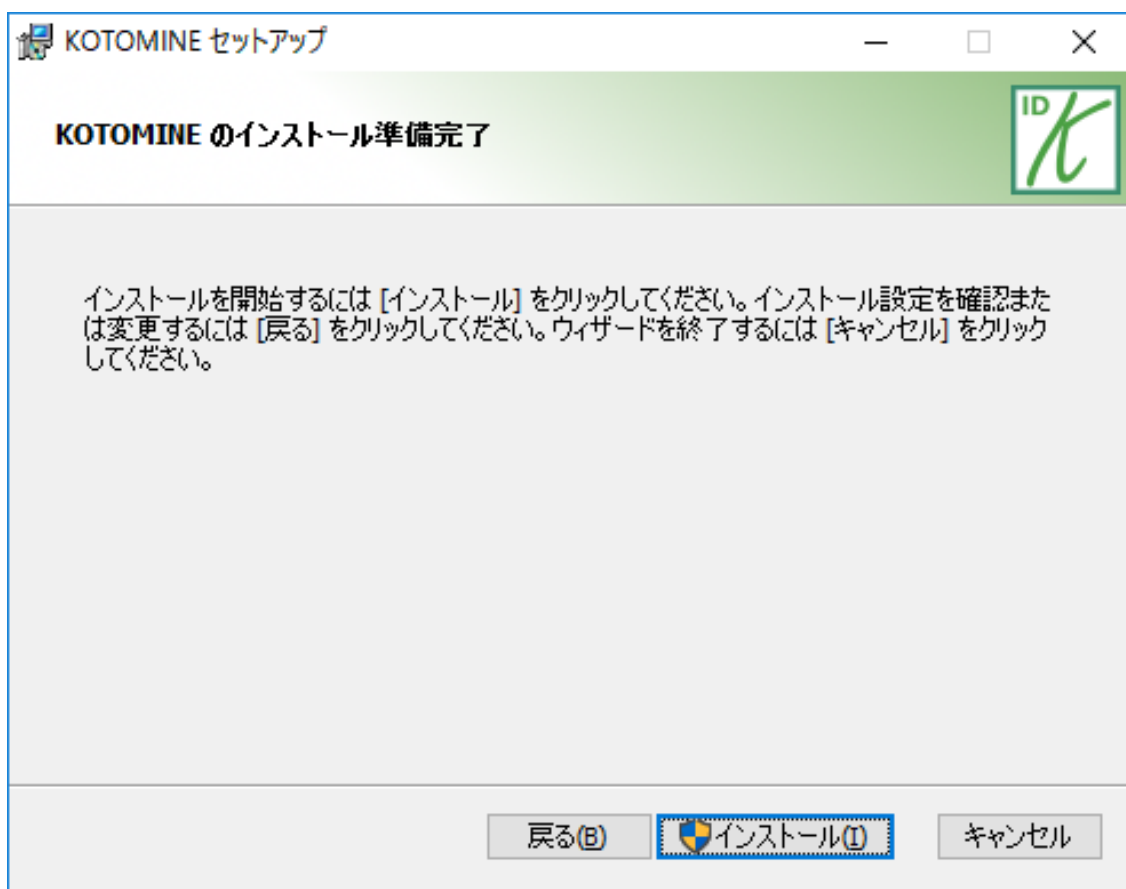 KOTOMINE セットアップ
KOTOMINE のインストール準備完了
ID K
インストールを開始するには [インストール] をクリックしてください。インストール設定を確認また
は変更するには [戻る] をクリックしてください。ウィザードを終了するには [キャンセル] をクリック
してください。
戻る(B) インストール(I) キャンセル